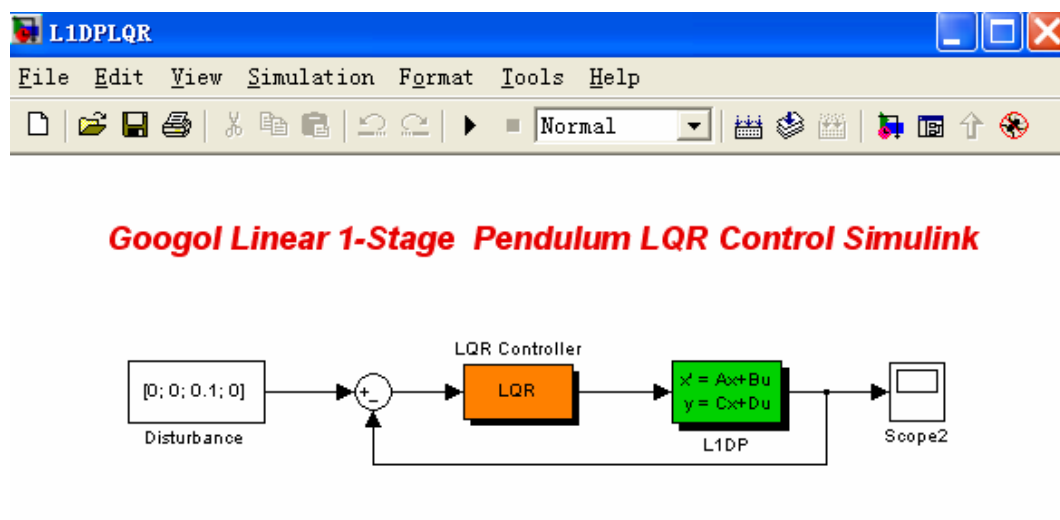 L1DPLQR
File Edit View Simulation Format Tools Help
Normal
Googol Linear 1-Stage Pendulum LQR Control Simulink
LQR Controller
[0; 0; 0.1; 0]
+
-
LQR
x' = Ax+Bu
y = Cx+Du
Disturbance
L1DP
Scope2